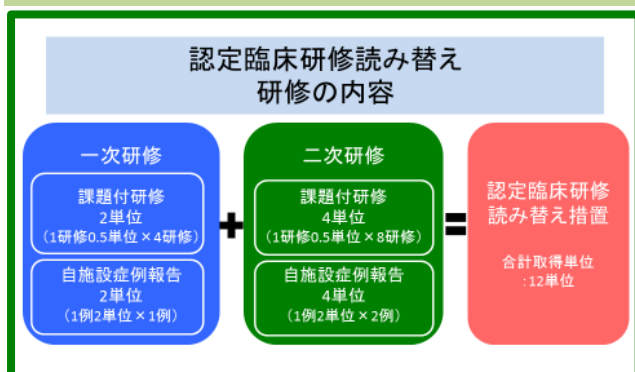 認定臨床研修読み替え
研修の内容
一次研修
課題付研修
2単位
(1研修0.5単位×4研修)
自施設症例報告
2単位
(1例2単位×1例)
+
二次研修
課題付研修
4単位
(1研修0.5単位×8研修)
自施設症例報告
4単位
(1例2単位×2例)
=
認定臨床研修
読み替え措置
合計取得単位
:12単位